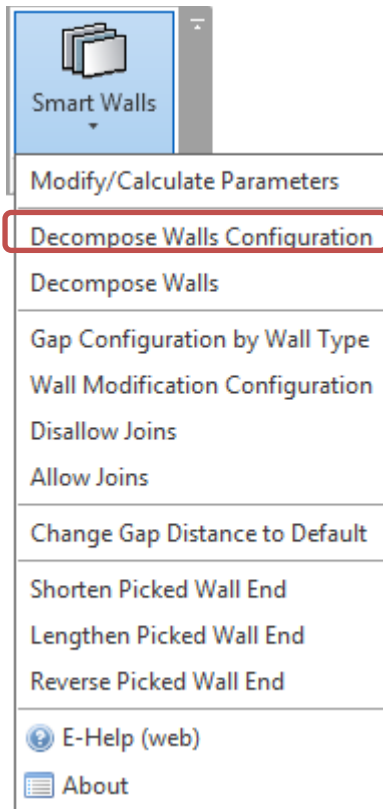 Smart Walls
Modify/Calculate Parameters
Decompose Walls Configuration
Decompose Walls
Gap Configuration by Wall Type
Wall Modification Configuration
Disallow Joins
Allow Joins
Change Gap Distance to Default
Shorten Picked Wall End
Lengthen Picked Wall End
Reverse Picked Wall End
E-Help (web)
About